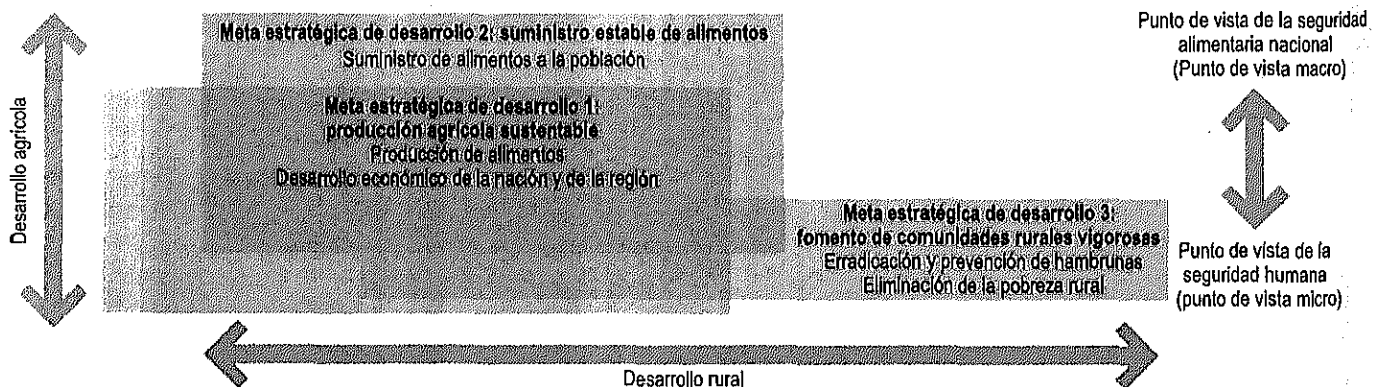 Meta estratégica de desarrollo 2: suministro estable de alimentos
Suministro de alimentos a la población
Meta estratégica de desarrollo 1:
producción agrícola sustentable
Producción de alimentos
Desarrollo económico de la nación y de la región
Meta estratégica de desarrollo 3:
fomento de comunidades rurales vigorosas
Erradicación y prevención de hambrunas
Eliminación de la pobreza rural
Punto de vista de la seguridad
alimentaria nacional
(Punto de vista macro)
Punto de vista de la
seguridad humana
(punto de vista micro)
Desarrollo agrícola
Desarrollo rural